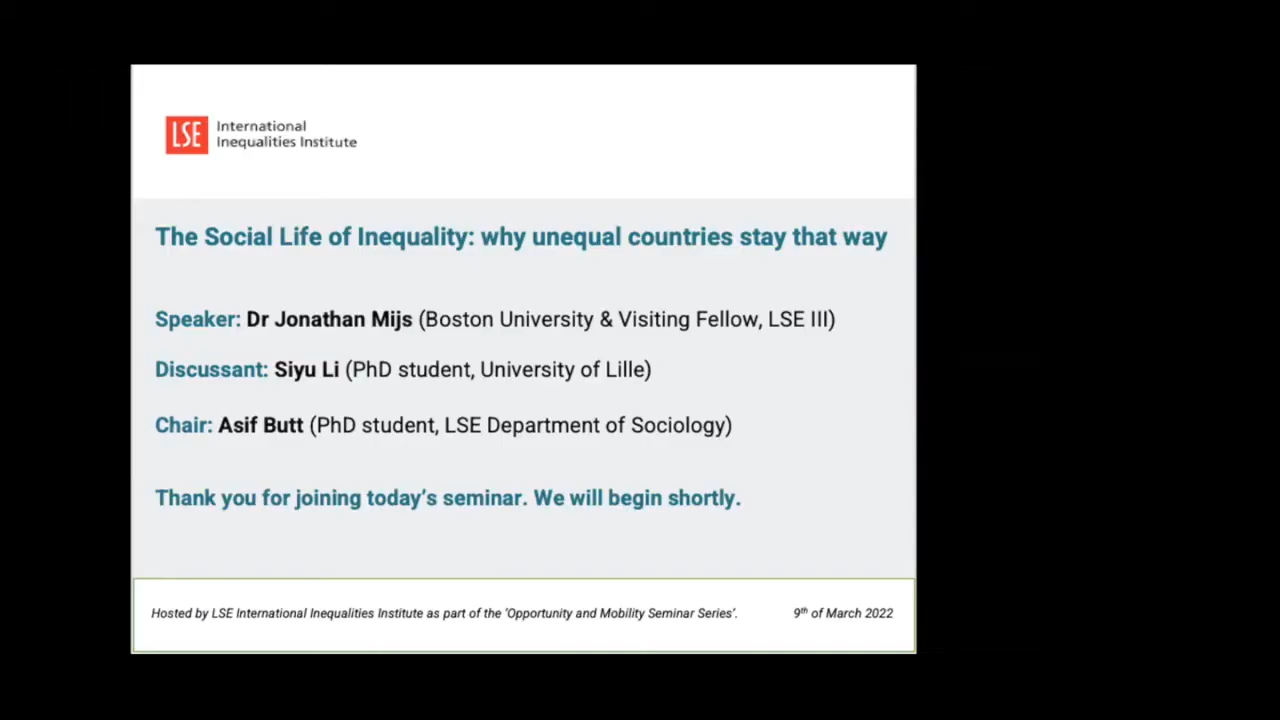 LSE
International
Inequalities Institute
The Social Life of Inequality: why unequal countries stay that way
Speaker: Dr Jonathan Mijs (Boston University & Visiting Fellow, LSE III)
Discussant: Siyu Li (PhD student, University of Lille)
Chair: Asif Butt (PhD student, LSE Department of Sociology)
Thank you for joining today’s seminar. We will begin shortly.
Hosted by LSE International Inequalities Institute as part of the ‘Opportunity and Mobility Seminar Series’. 9th of March 2022